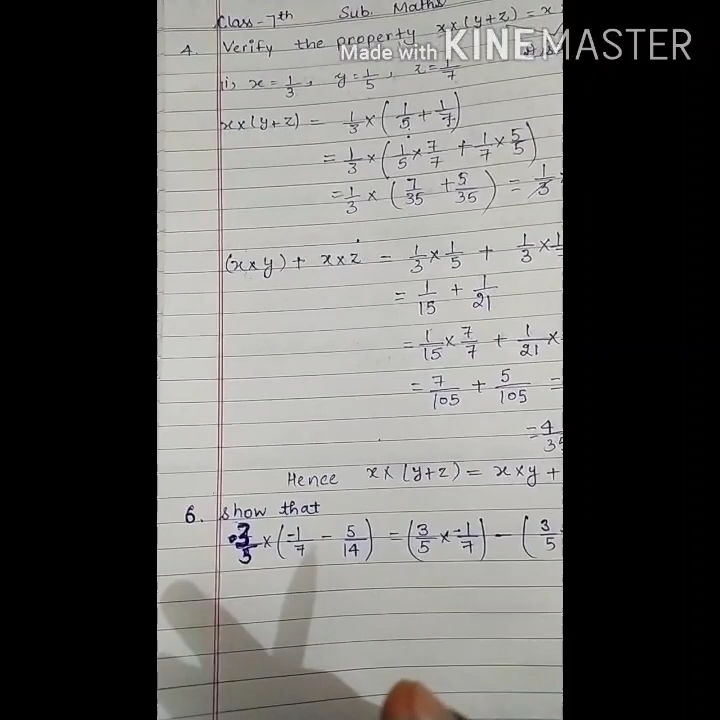 Class - 7th Sub. Maths
4. Verify the property x×(y+z) = x
Made with KINEMASTER
(i) x = 1/3, y = 1/5, z = 1/7
x×(y+z) = 1/3 × (1/5 + 1/7)
= 1/3 × (1/5 × 7/7 + 1/7 × 5/5)
= 1/3 × (7/35 + 5/35) = 1/3
(x×y) + x×z = 1/3 × 1/5 + 1/3 ×
= 1/15 + 1/21
= 1/15 × 7/7 + 1/21 ×
= 7/105 + 5/105 =
= 4/35
Hence x×(y+z) = x×y +
6. Show that
3/5 × (-1/7 - 5/14) = (3/5 × -1/7) - (3/5